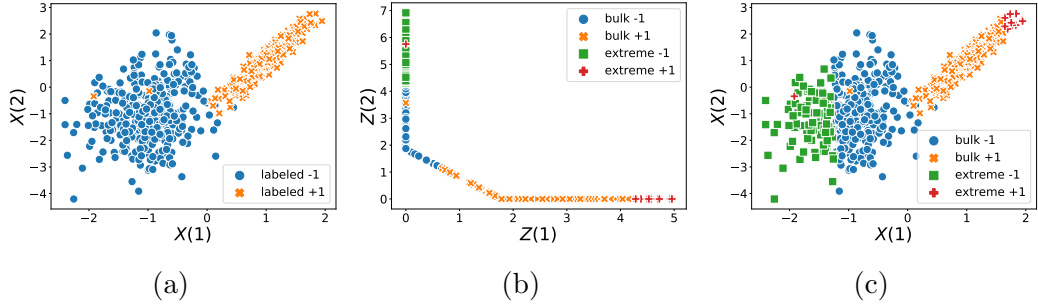 3
2
1
0
−1
−2
−3
−4
X(2)
−2
−1
0
1
2
X(1)
labeled -1
labeled +1
(a)
7
6
5
4
3
2
1
0
Z(2)
0
1
2
3
4
5
Z(1)
bulk -1
bulk +1
extreme -1
extreme +1
(b)
3
2
1
0
−1
−2
−3
−4
X(2)
−2
−1
0
1
2
X(1)
bulk -1
bulk +1
extreme -1
extreme +1
(c)